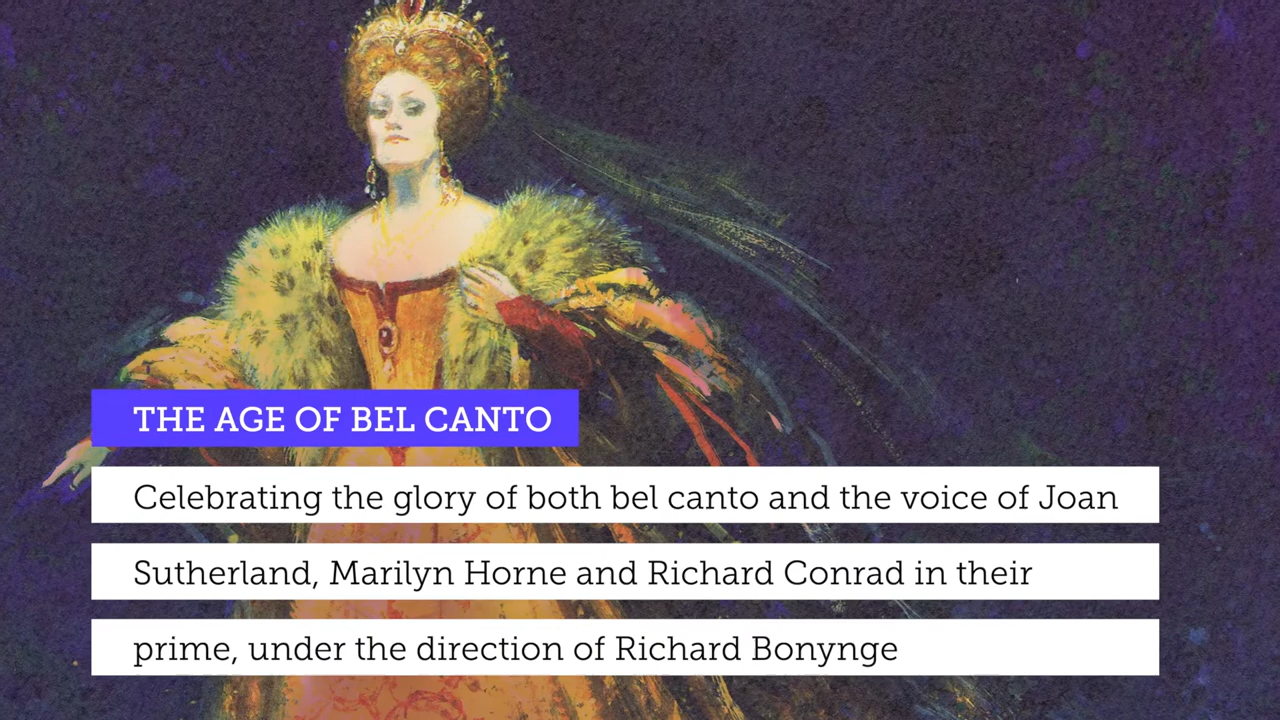 THE AGE OF BEL CANTO
Celebrating the glory of both bel canto and the voice of Joan
Sutherland, Marilyn Horne and Richard Conrad in their
prime, under the direction of Richard Bonynge